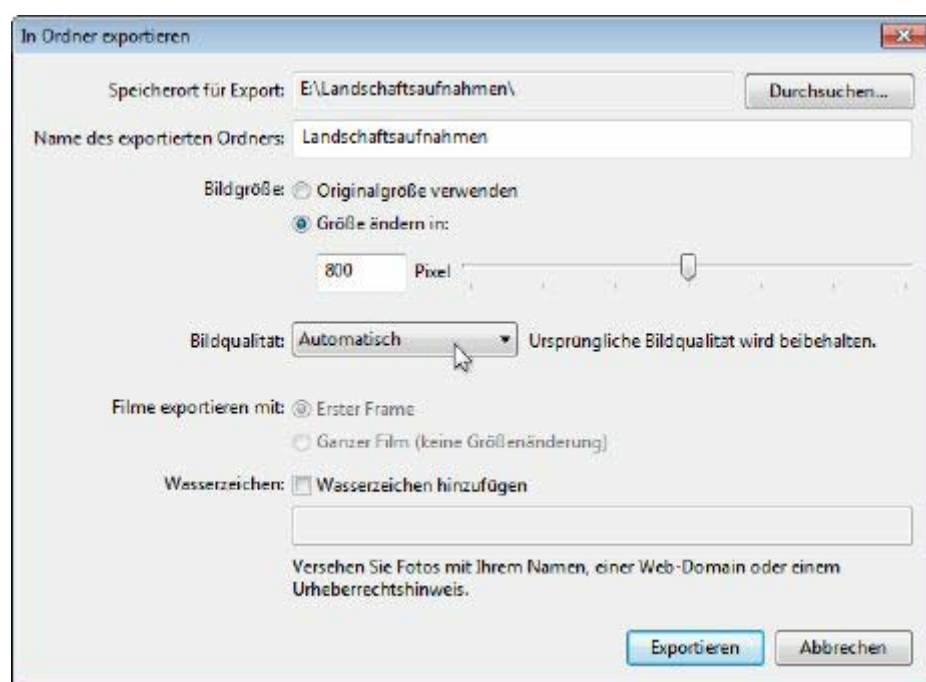 In Ordner exportieren
Speicherort für Export: E:\Landschaftsaufnahmen\ Durchsuchen...
Name des exportierten Ordners: Landschaftsaufnahmen
Bildgröße: Originalgröße verwenden
Größe ändern in:
800 Pixel
Bildqualität: Automatisch Ursprüngliche Bildqualität wird beibehalten.
Filme exportieren mit: Erster Frame
Ganzer Film (keine Größenänderung)
Wasserzeichen: Wasserzeichen hinzufügen
Versehen Sie Fotos mit Ihrem Namen, einer Web-Domain oder einem
Urheberrechtshinweis.
Exportieren Abbrechen